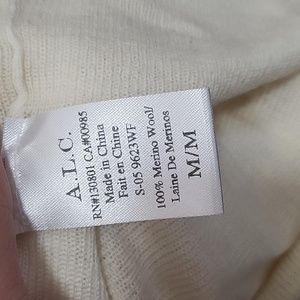 A.L.C.
RN#130801 CA#00985
Made in China
Fait en Chine
S-05 9623WF
100% Merino Wool/
Laine De Merinos
M/M